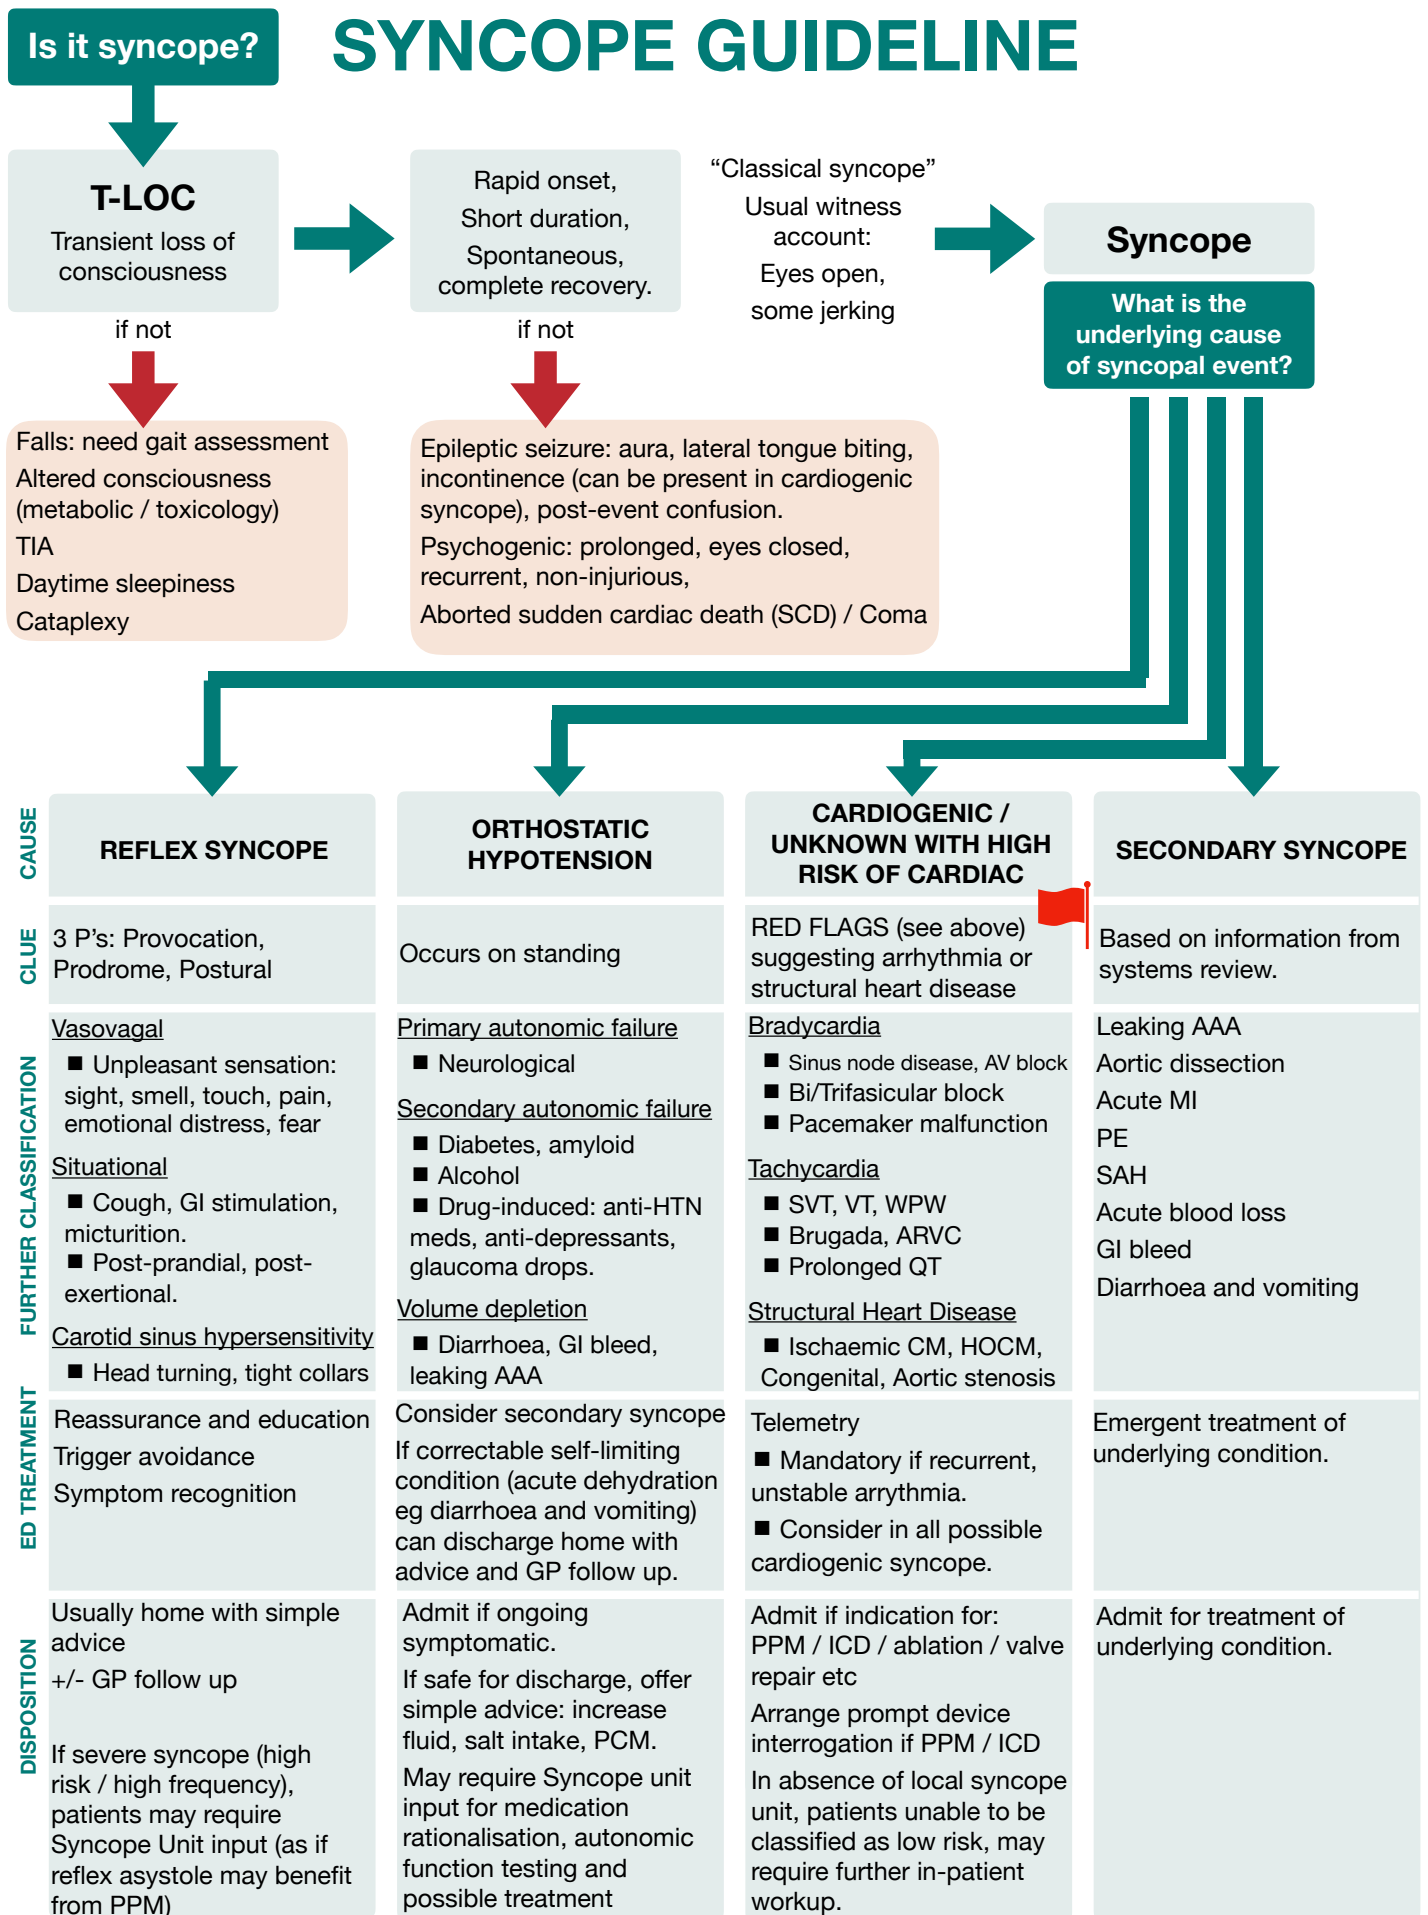 Is it syncope?
SYNCOPE GUIDELINE
T-LOC
Transient loss of
consciousness
Rapid onset,
Short duration,
Spontaneous,
complete recovery.
“Classical syncope”
Usual witness
account:
Eyes open,
some jerking
Syncope
What is the
underlying cause
of syncopal event?
if not
if not
Falls: need gait assessment
Altered consciousness
(metabolic / toxicology)
TIA
Daytime sleepiness
Cataplexy
Epileptic seizure: aura, lateral tongue biting,
incontinence (can be present in cardiogenic
syncope), post-event confusion.
Psychogenic: prolonged, eyes closed,
recurrent, non-injurious,
Aborted sudden cardiac death (SCD) / Coma
CAUSE
REFLEX SYNCOPE
ORTHOSTATIC
HYPOTENSION
CARDIOGENIC /
UNKNOWN WITH HIGH
RISK OF CARDIAC
SECONDARY SYNCOPE
CLUE
3 P's: Provocation,
Prodrome, Postural
Occurs on standing
RED FLAGS (see above)
suggesting arrhythmia or
structural heart disease
Based on information from
systems review.
FURTHER CLASSIFICATION
Vasovagal
■ Unpleasant sensation:
sight, smell, touch, pain,
emotional distress, fear
Situational
■ Cough, GI stimulation,
micturition.
■ Post-prandial, post-
exertional.
Carotid sinus hypersensitivity
■ Head turning, tight collars
Primary autonomic failure
■ Neurological
Secondary autonomic failure
■ Diabetes, amyloid
■ Alcohol
■ Drug-induced: anti-HTN
meds, anti-depressants,
glaucoma drops.
Volume depletion
■ Diarrhoea, GI bleed,
leaking AAA
Bradycardia
■ Sinus node disease, AV block
■ Bi/Trifasicular block
■ Pacemaker malfunction
Tachycardia
■ SVT, VT, WPW
■ Brugada, ARVC
■ Prolonged QT
Structural Heart Disease
■ Ischaemic CM, HOCM,
Congenital, Aortic stenosis
Leaking AAA
Aortic dissection
Acute MI
PE
SAH
Acute blood loss
GI bleed
Diarrhoea and vomiting
ED TREATMENT
Reassurance and education
Trigger avoidance
Symptom recognition
Consider secondary syncope
If correctable self-limiting
condition (acute dehydration
eg diarrhoea and vomiting)
can discharge home with
advice and GP follow up.
Telemetry
■ Mandatory if recurrent,
unstable arrythmia.
■ Consider in all possible
cardiogenic syncope.
Emergent treatment of
underlying condition.
DISPOSITION
Usually home with simple
advice
+/- GP follow up
If severe syncope (high
risk / high frequency),
patients may require
Syncope Unit input (as if
reflex asystole may benefit
from PPM)
Admit if ongoing
symptomatic.
If safe for discharge, offer
simple advice: increase
fluid, salt intake, PCM.
May require Syncope unit
input for medication
rationalisation, autonomic
function testing and
possible treatment
Admit if indication for:
PPM / ICD / ablation / valve
repair etc
Arrange prompt device
interrogation if PPM / ICD
In absence of local syncope
unit, patients unable to be
classified as low risk, may
require further in-patient
workup.
Admit for treatment of
underlying condition.